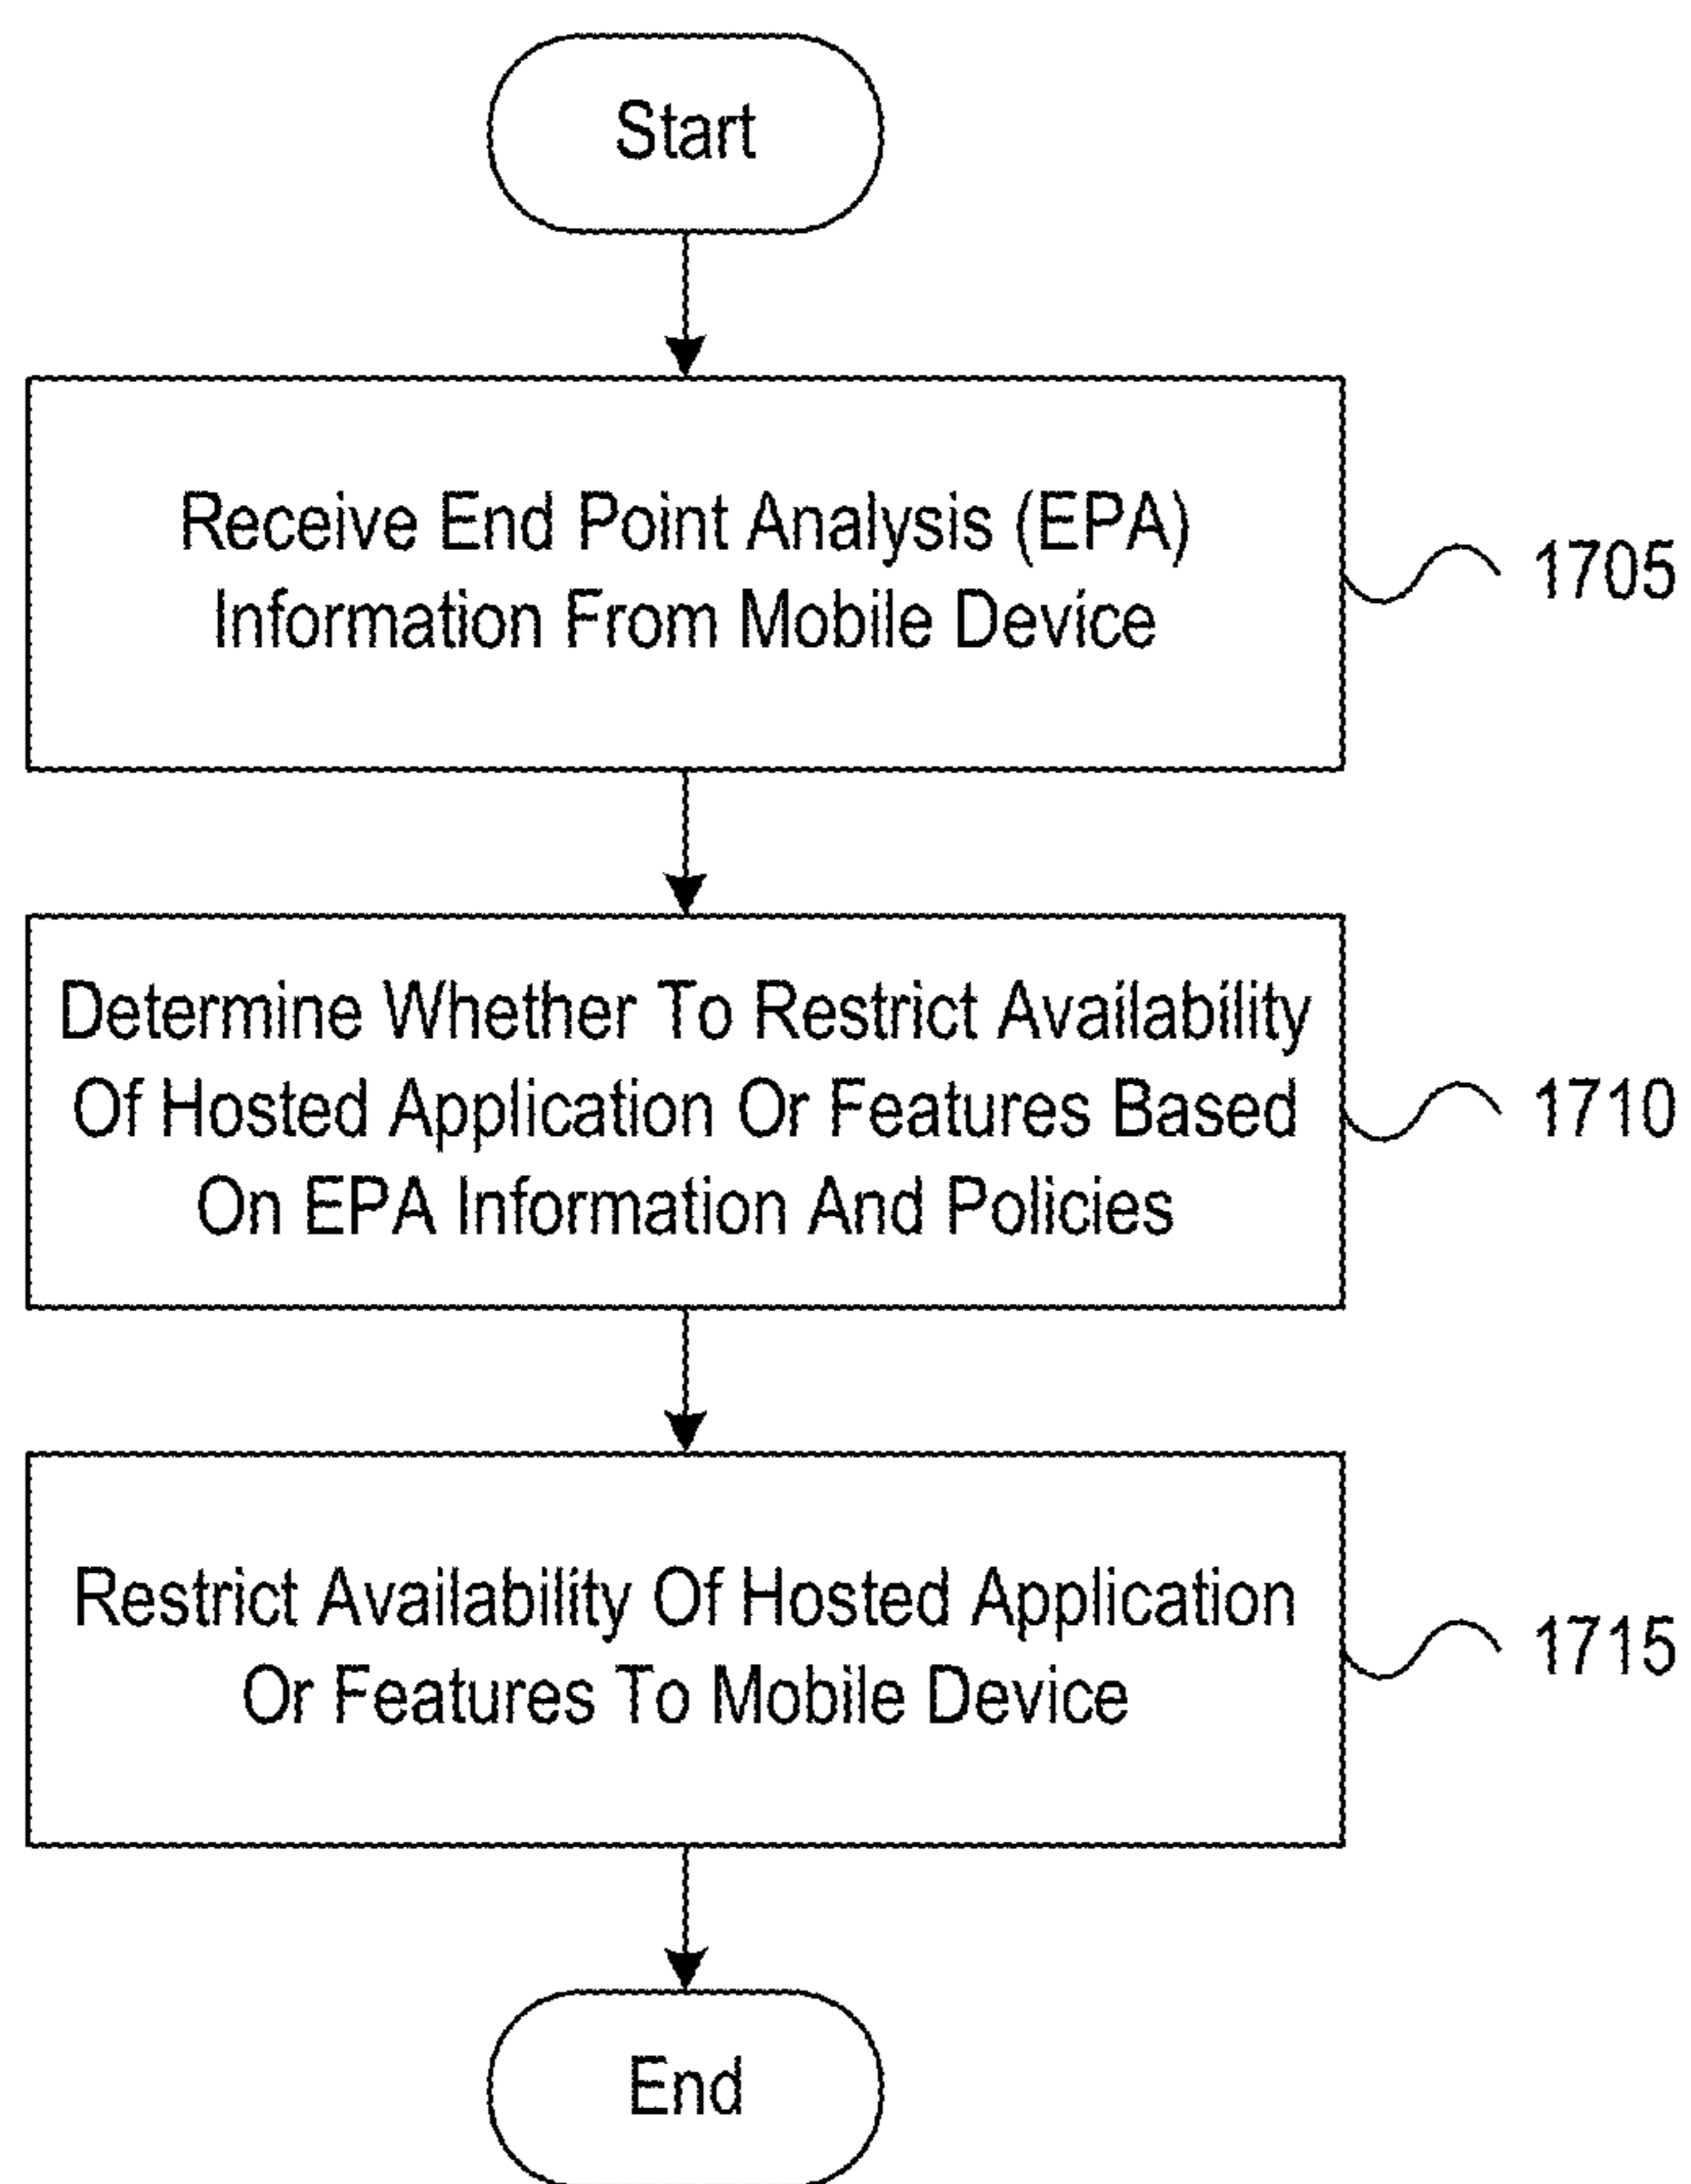 Start
Receive End Point Analysis (EPA)
Information From Mobile Device
1705
Determine Whether To Restrict Availability
Of Hosted Application Or Features Based
On EPA Information And Policies
1710
Restrict Availability Of Hosted Application
Or Features To Mobile Device
1715
End